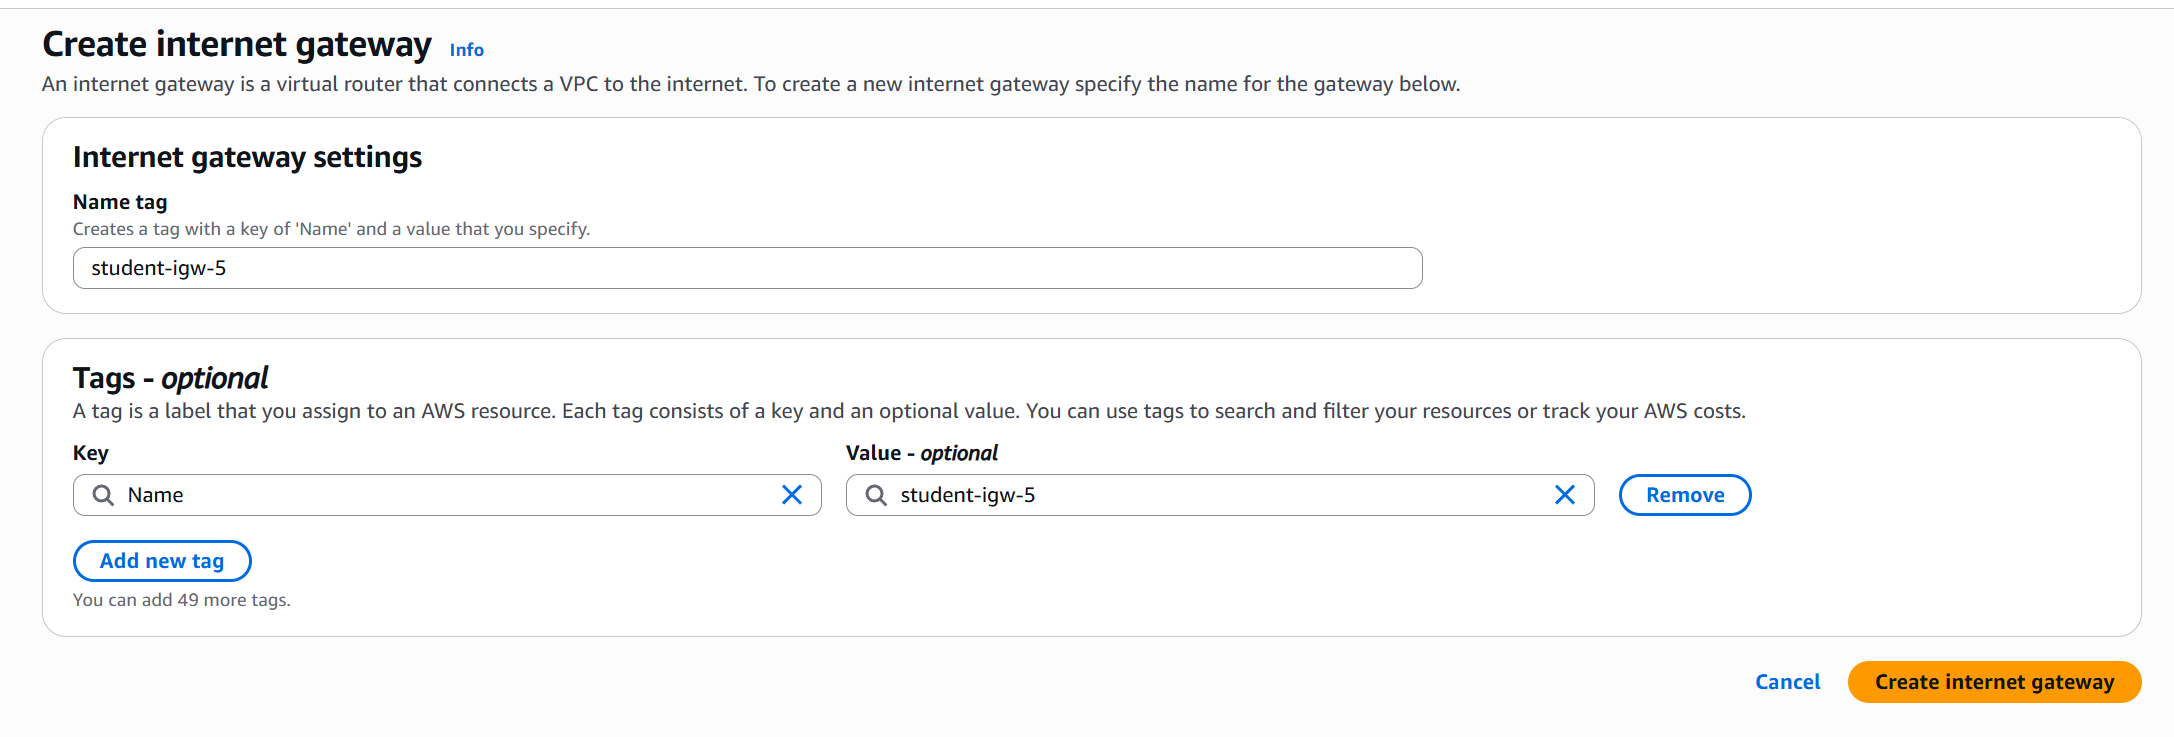 Create internet gateway Info
An internet gateway is a virtual router that connects a VPC to the internet. To create a new internet gateway specify the name for the gateway below.
Internet gateway settings
Name tag
Creates a tag with a key of 'Name' and a value that you specify.
student-igw-5
Tags - optional
A tag is a label that you assign to an AWS resource. Each tag consists of a key and an optional value. You can use tags to search and filter your resources or track your AWS costs.
Key Value - optional
Name student-igw-5 Remove
Add new tag
You can add 49 more tags.
Cancel Create internet gateway